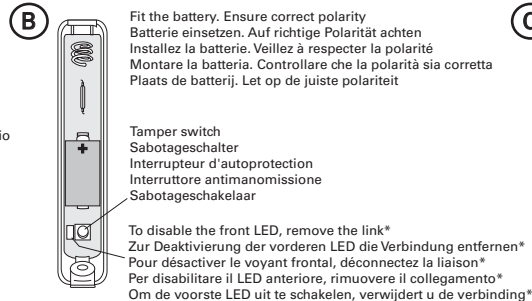 B
C
Fit the battery. Ensure correct polarity
Batterie einsetzen. Auf richtige Polarität achten
Installez la batterie. Veillez à respecter la polarité
Montare la batteria. Controllare che la polarità sia corretta
Plaats de batterij. Let op de juiste polariteit
io
+
Tamper switch
Sabotageschalter
Interrupteur d'autoprotection
Interruttore antimanomissione
Sabotageschakelaar
To disable the front LED, remove the link*
Zur Deaktivierung der vorderen LED die Verbindung entfernen*
Pour désactiver le voyant frontal, déconnectez la liaison*
Per disabilitare il LED anteriore, rimuovere il collegamento*
Om de voorste LED uit te schakelen, verwijdert u de verbinding*